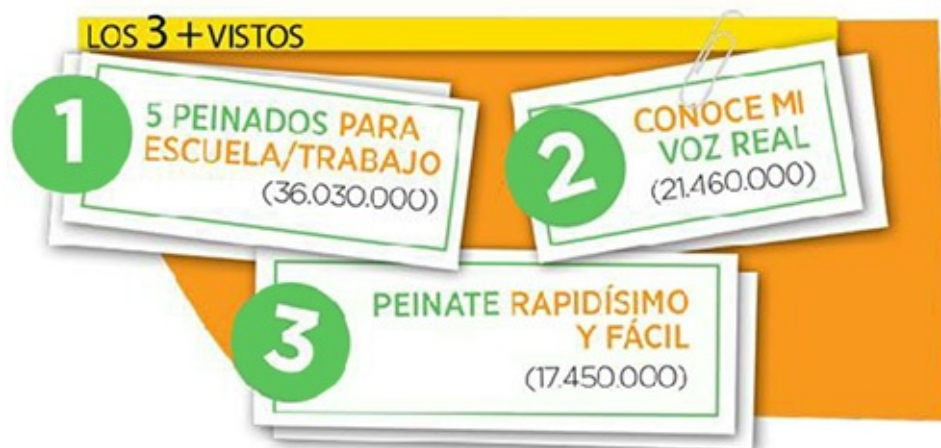 LOS 3 + VISTOS
1
5 PEINADOS PARA
ESCUELA/TRABAJO
(36.030.000)
2
CONOCE MI
VOZ REAL
(21.460.000)
3
PEINATE RAPIDÍSIMO
Y FÁCIL
(17.450.000)